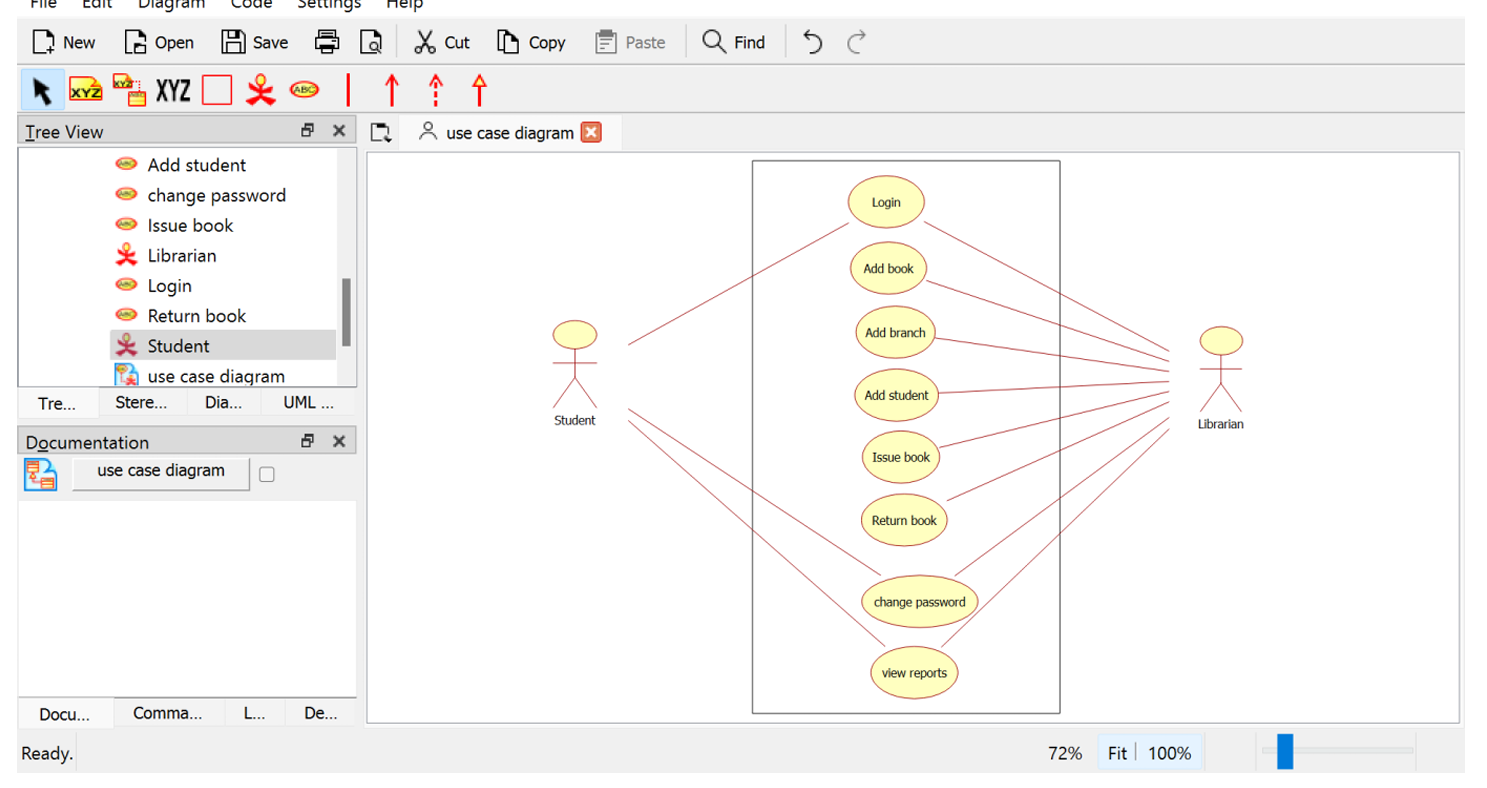 File Edit Diagram Code Settings Help
New Open Save Cut Copy Paste Find
XYZ XYZ XYZ ABC
Tree View
use case diagram
Add student
change password
Issue book
Librarian
Login
Return book
Student
use case diagram
Tre... Stere... Dia... UML ...
Documentation
use case diagram
Docu... Comma... L... De...
Login
Add book
Add branch
Add student
Issue book
Return book
change password
view reports
Student
Librarian
Ready.
72% Fit 100%